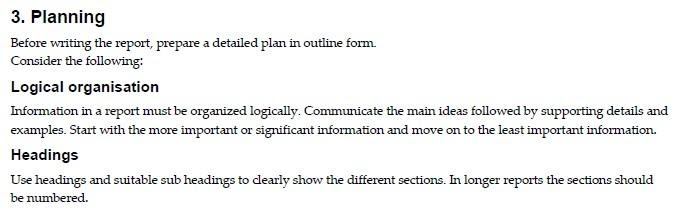 3. Planning
Before writing the report, prepare a detailed plan in outline form.
Consider the following:
Logical organisation
Information in a report must be organized logically. Communicate the main ideas followed by supporting details and
examples. Start with the more important or significant information and move on to the least important information.
Headings
Use headings and suitable sub headings to clearly show the different sections. In longer reports the sections should
be numbered.